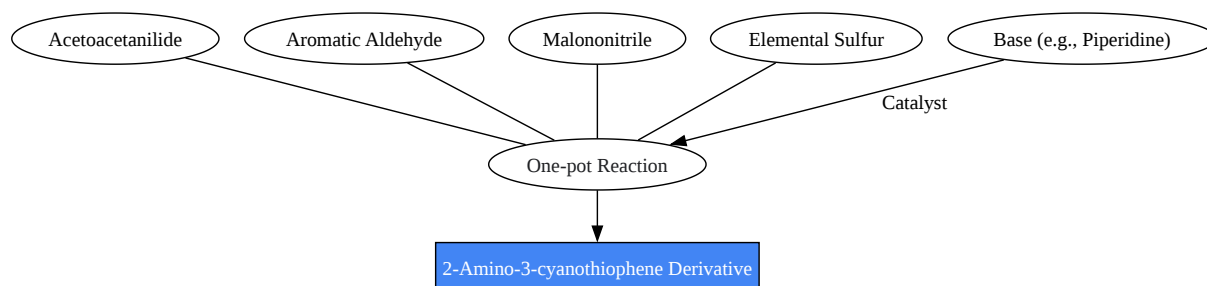 Acetoacetanilide
Aromatic Aldehyde
Malononitrile
Elemental Sulfur
Base (e.g., Piperidine)
Catalyst
One-pot Reaction
2-Amino-3-cyanothiophene Derivative